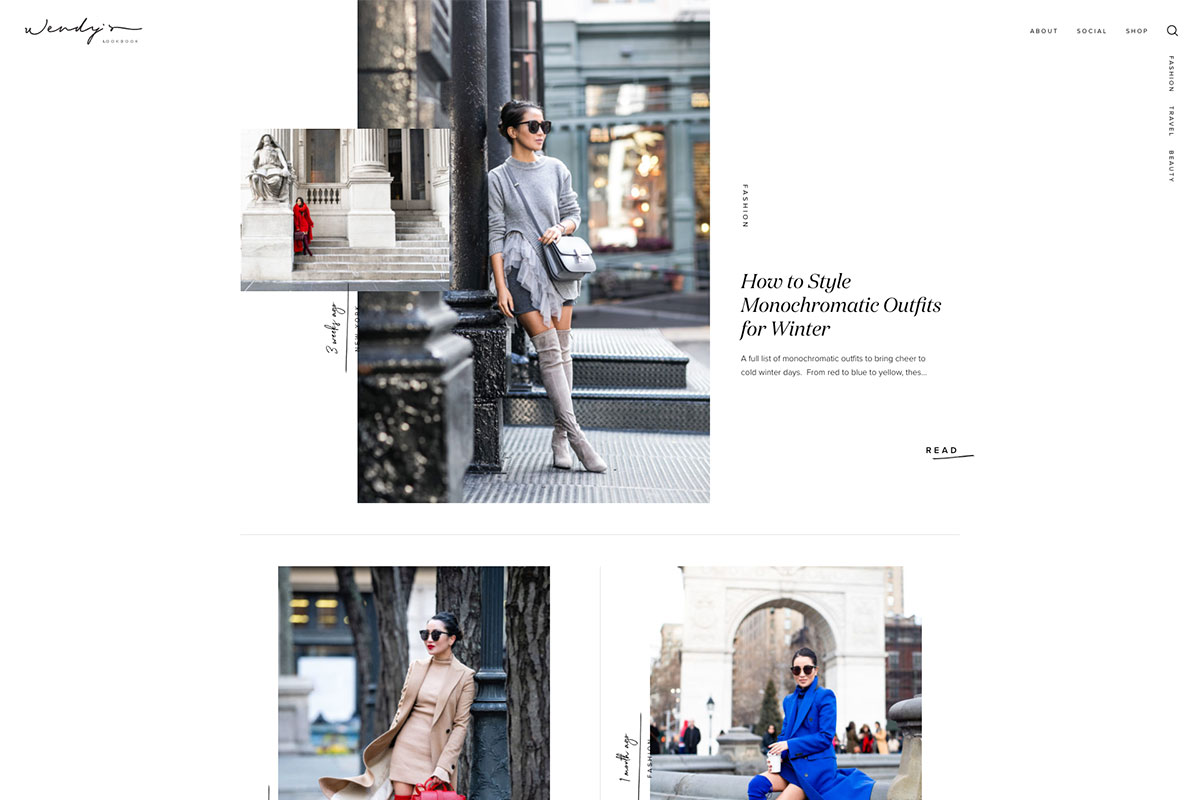 Wendy's
LOOKBOOK
ABOUT
SOCIAL
SHOP
FASHION
TRAVEL
BEAUTY
3 weeks ago
NEW YORK
FASHION
How to Style
Monochromatic Outfits
for Winter
A full list of monochromatic outfits to bring cheer to
cold winter days.  From red to blue to yellow, thes...
READ
1 month ago
FASHION